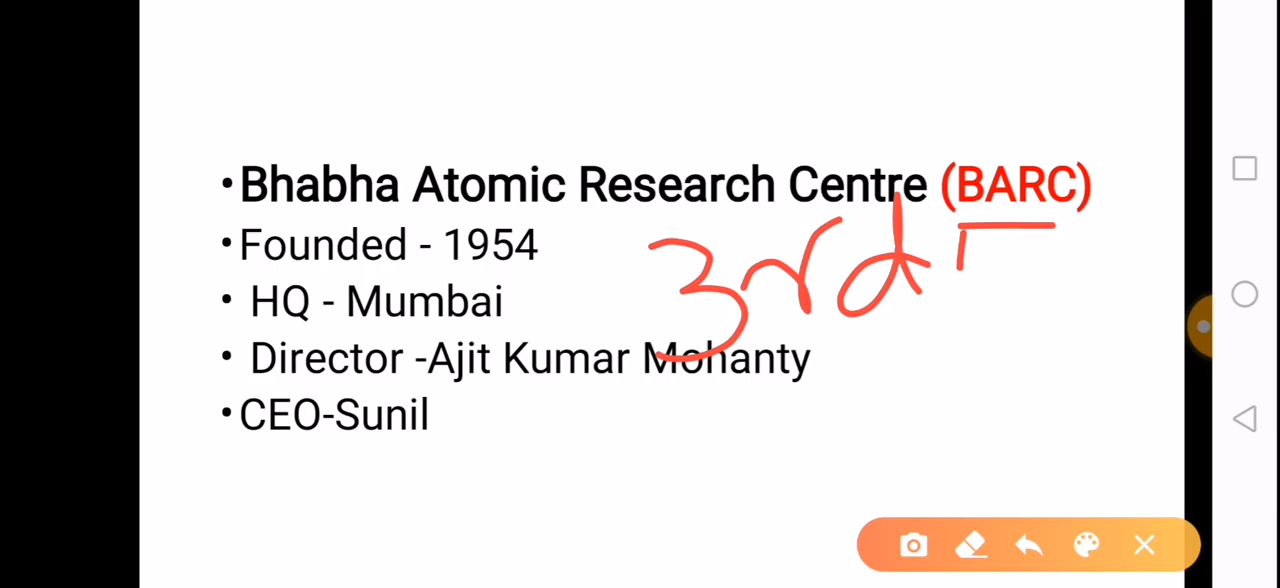 •Bhabha Atomic Research Centre (BARC)
•Founded - 1954
• HQ - Mumbai
• Director -Ajit Kumar Mohanty
•CEO-Sunil
3rd